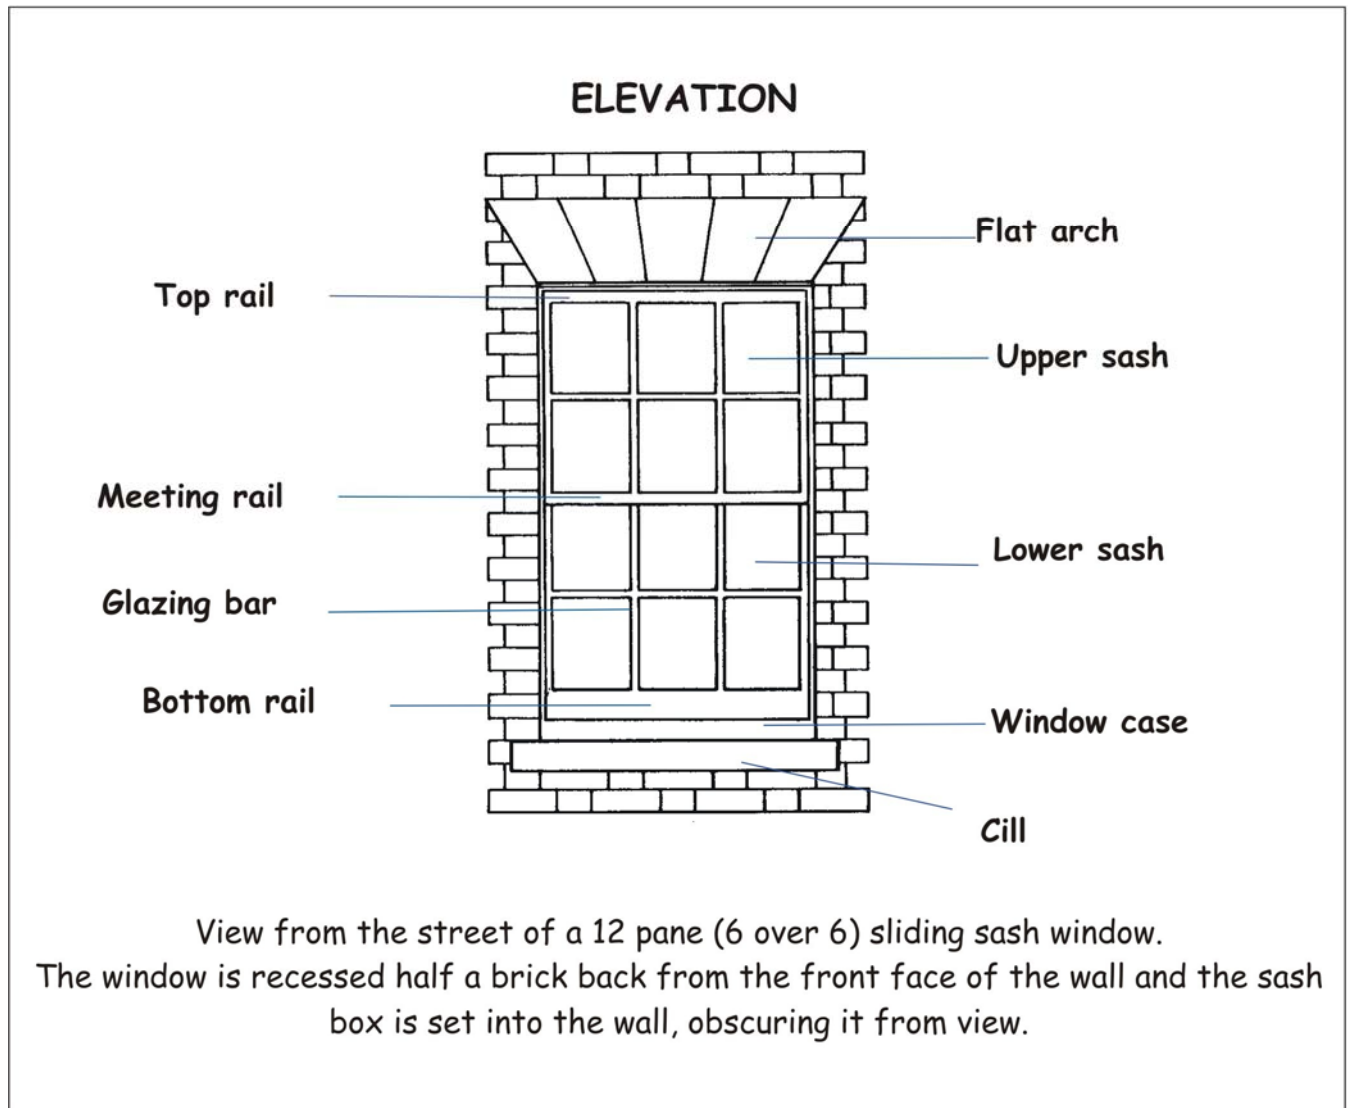 ELEVATION
Flat arch
Top rail
Upper sash
Meeting rail
Lower sash
Glazing bar
Bottom rail
Window case
Cill
View from the street of a 12 pane (6 over 6) sliding sash window.
The window is recessed half a brick back from the front face of the wall and the sash
box is set into the wall, obscuring it from view.